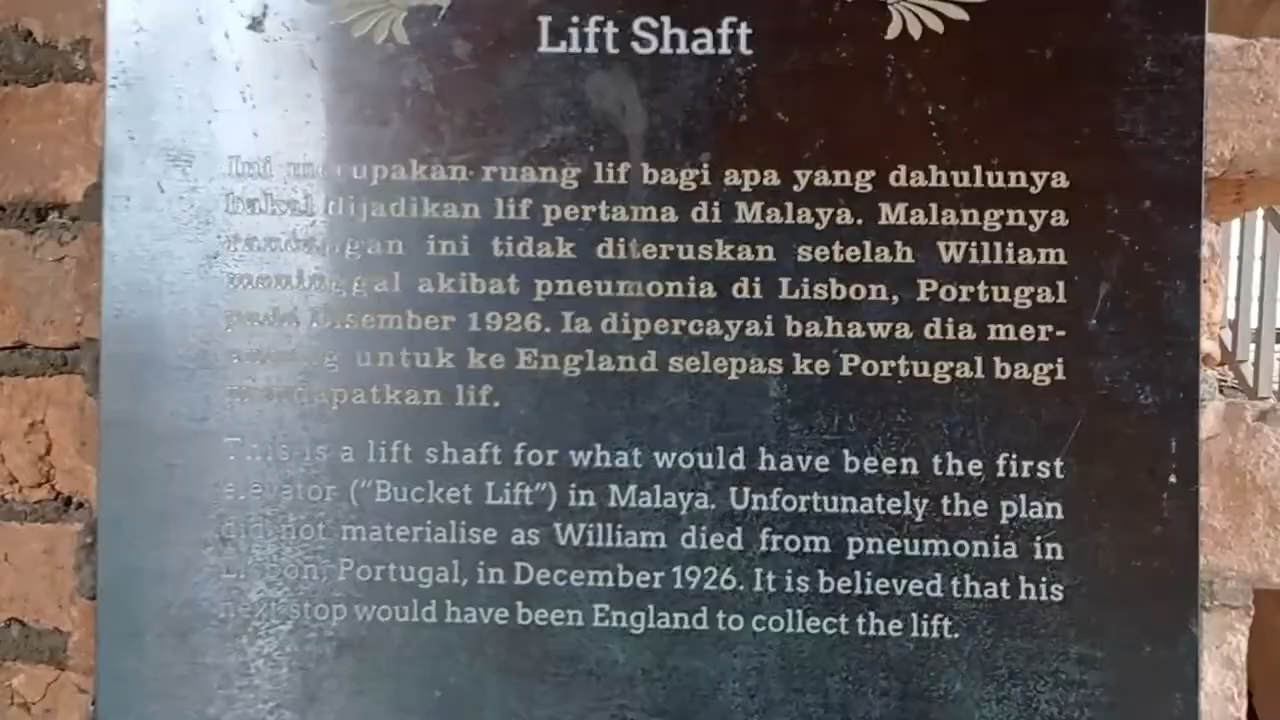 Lift Shaft
Ini merupakan ruang lif bagi apa yang dahulunya
bakal dijadikan lif pertama di Malaya. Malangnya
rancangan ini tidak diteruskan setelah William
meninggal akibat pneumonia di Lisbon, Portugal
pada Disember 1926. Ia dipercayai bahawa dia mer-
untuk ke England selepas ke Portugal bagi
mendapatkan lif.
This is a lift shaft for what would have been the first
elevator (“Bucket Lift”) in Malaya. Unfortunately the plan
did not materialise as William died from pneumonia in
Lisbon, Portugal, in December 1926. It is believed that his
next stop would have been England to collect the lift.